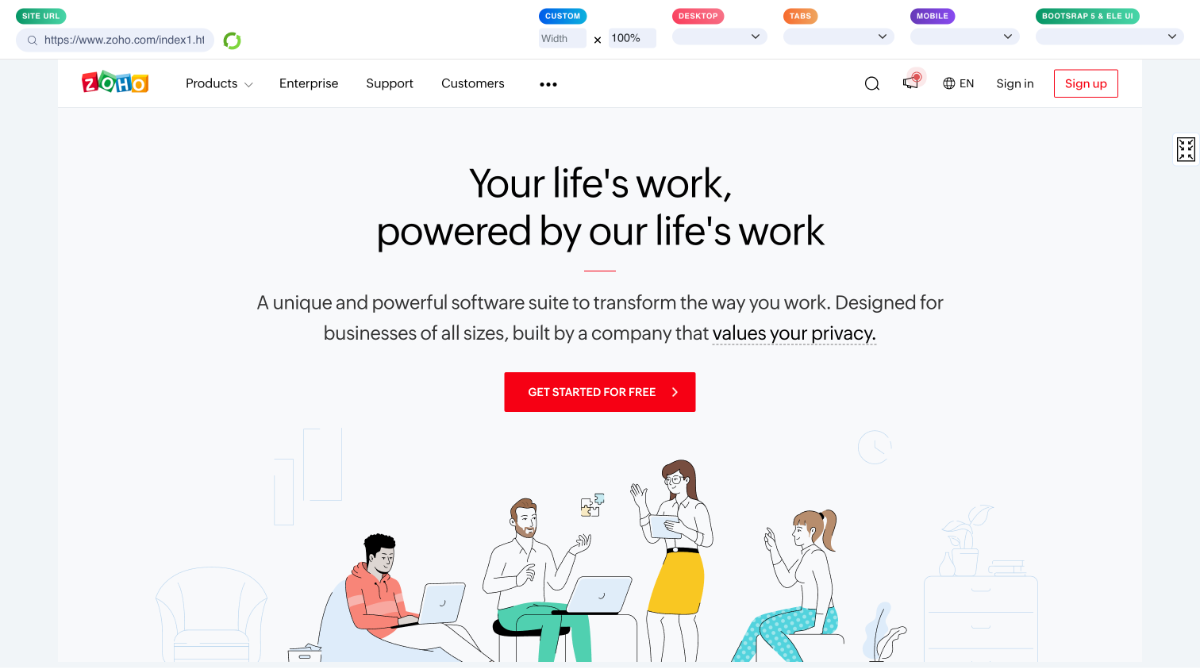 SITE URL
CUSTOM
DESKTOP
TABS
MOBILE
BOOTSRAP 5 & ELE UI
https://www.zoho.com/index1.ht
Width
×
100%
ZOHO
Products
Enterprise
Support
Customers
•••
EN
Sign in
Sign up
Your life's work,
powered by our life's work
A unique and powerful software suite to transform the way you work. Designed for
businesses of all sizes, built by a company that values your privacy.
GET STARTED FOR FREE